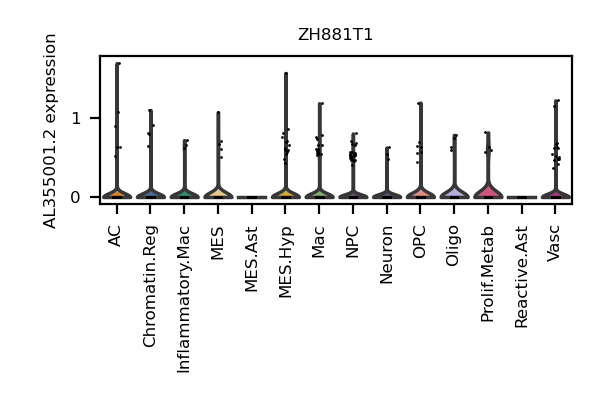 ZH881T1
AL355001.2 expression
1
0
AC
Chromatin.Reg
Inflammatory.Mac
MES
MES.Ast
MES.Hyp
Mac
NPC
Neuron
OPC
Oligo
Prolif.Metab
Reactive.Ast
Vasc